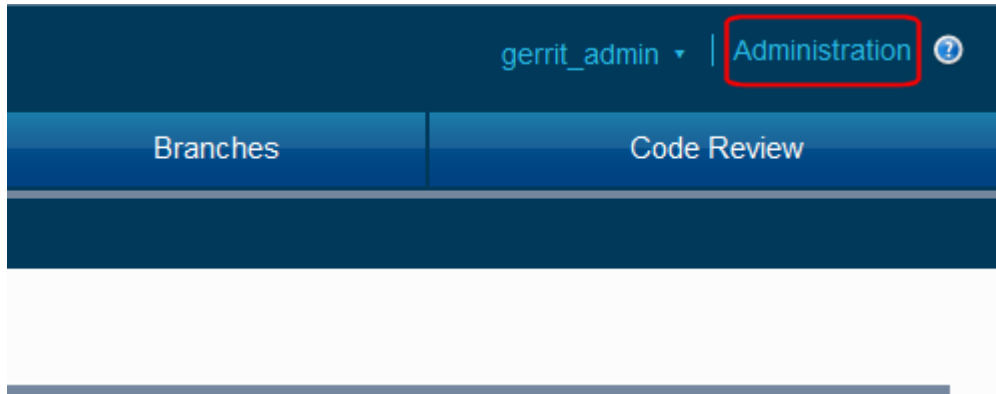 gerrit_admin ▾ | Administration ?
Branches Code Review